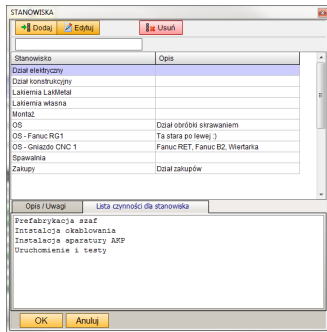 STANOWISKA
Dodaj Edytuj Usuń
Stanowisko Opis
Dział elektryczny
Dział konstrukcyjny
Lakiernia LakMetal
Lakiernia własna
Montaż
OS Dział obróbki skrawaniem
OS - Fanuc RG1 Ta stara po lewej :)
OS - Gniazdo CNC 1 Fanuc RET, Fanuc B2, Wiertarka
Spawalnia
Zakupy Dział zakupów
Opis / Uwagi Lista czynności dla stanowiska
Prefabrykacja szaf
Instalcja okablowania
Instalacja aparatury AKP
Uruchomienie i testy
OK Anuluj